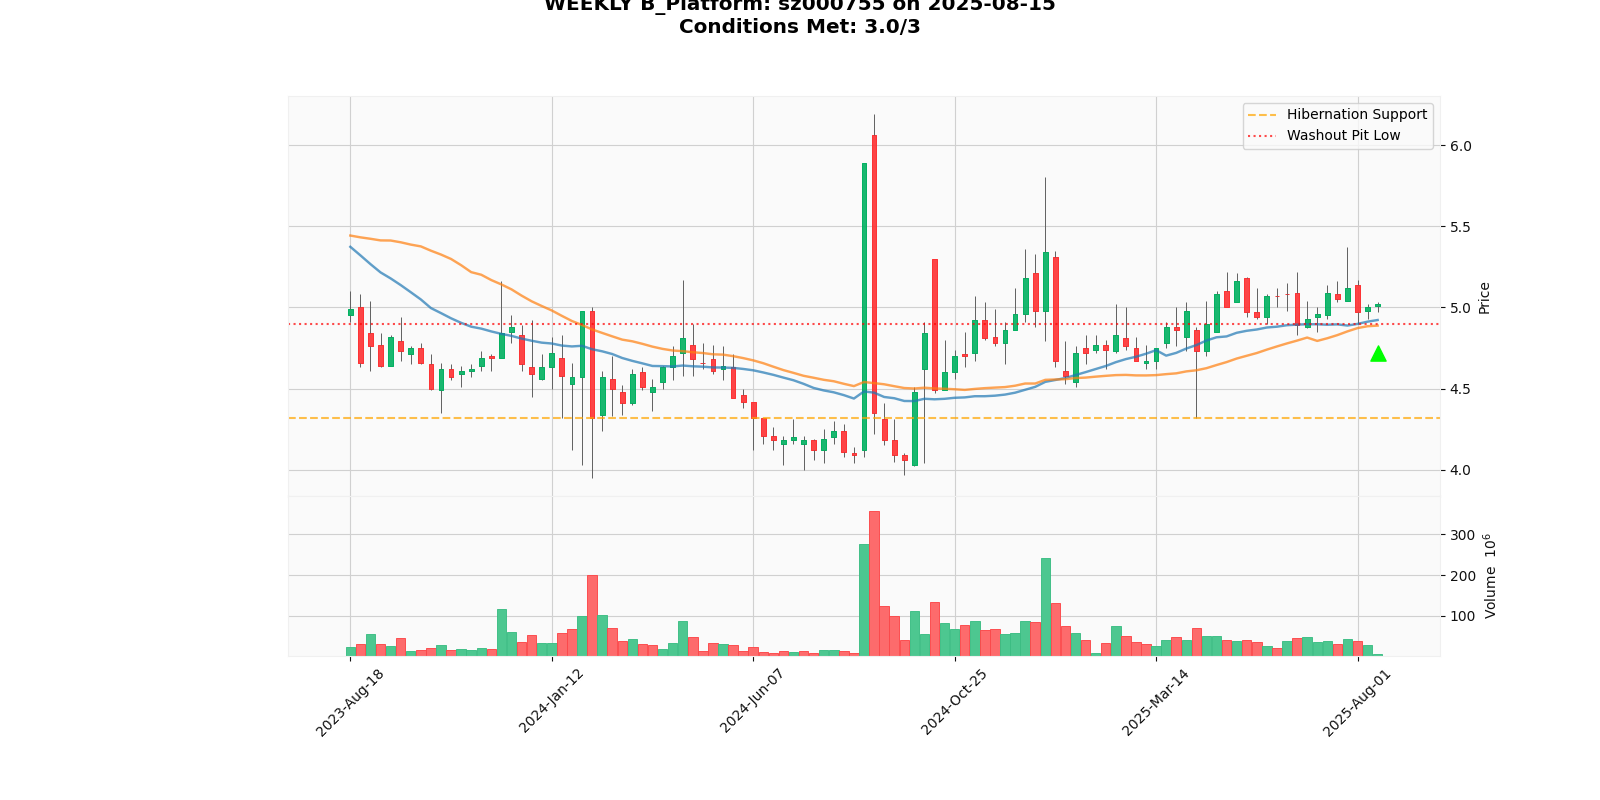 WEEKLY B_Platform: sz000755 on 2025-08-15
Conditions Met: 3.0/3
Hibernation Support
Washout Pit Low
6.0
5.5
5.0
4.5
4.0
Price
300
200
100
Volume 10^6
2023-Aug-18
2024-Jan-12
2024-Jun-07
2024-Oct-25
2025-Mar-14
2025-Aug-01